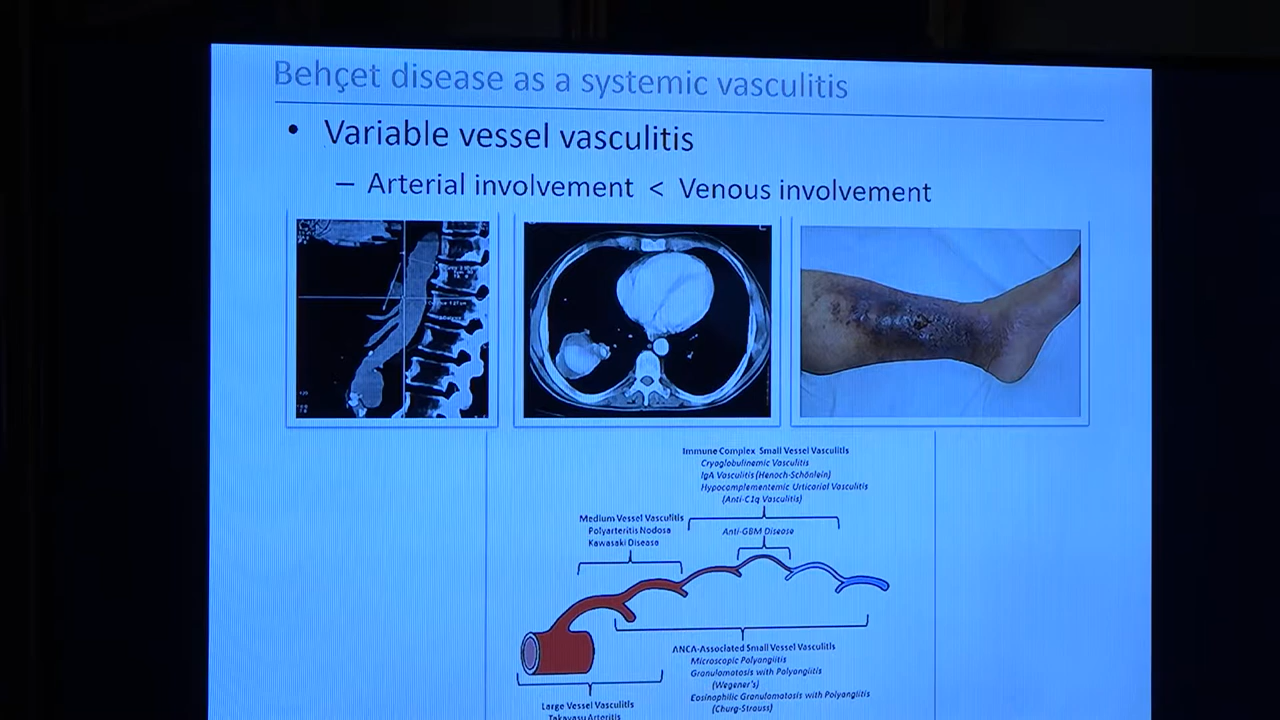 Behçet disease as a systemic vasculitis
• Variable vessel vasculitis
– Arterial involvement < Venous involvement
Immune Complex Small Vessel Vasculitis
Cryoglobulinemic Vasculitis
IgA Vasculitis (Henoch-Schönlein)
Hypocomplementemic Urticarial Vasculitis
(Anti-C1q Vasculitis)
Medium Vessel Vasculitis
Polyarteritis Nodosa
Kawasaki Disease
Anti-GBM Disease
ANCA-Associated Small Vessel Vasculitis
Microscopic Polyangiitis
Granulomatosis with Polyangiitis
(Wegener's)
Eosinophilic Granulomatosis with Polyangiitis
(Churg-Strauss)
Large Vessel Vasculitis
Takayasu Arteritis